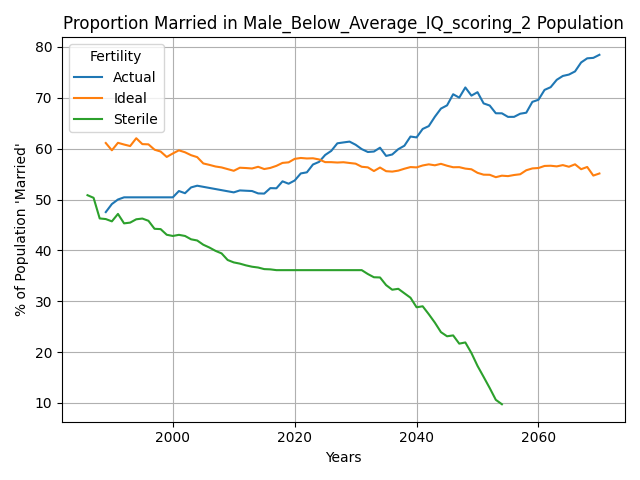 Proportion Married in Male_Below_Average_IQ_scoring_2 Population
Fertility
Actual
Ideal
Sterile
% of Population 'Married'
80
70
60
50
40
30
20
10
2000
2020
2040
2060
Years